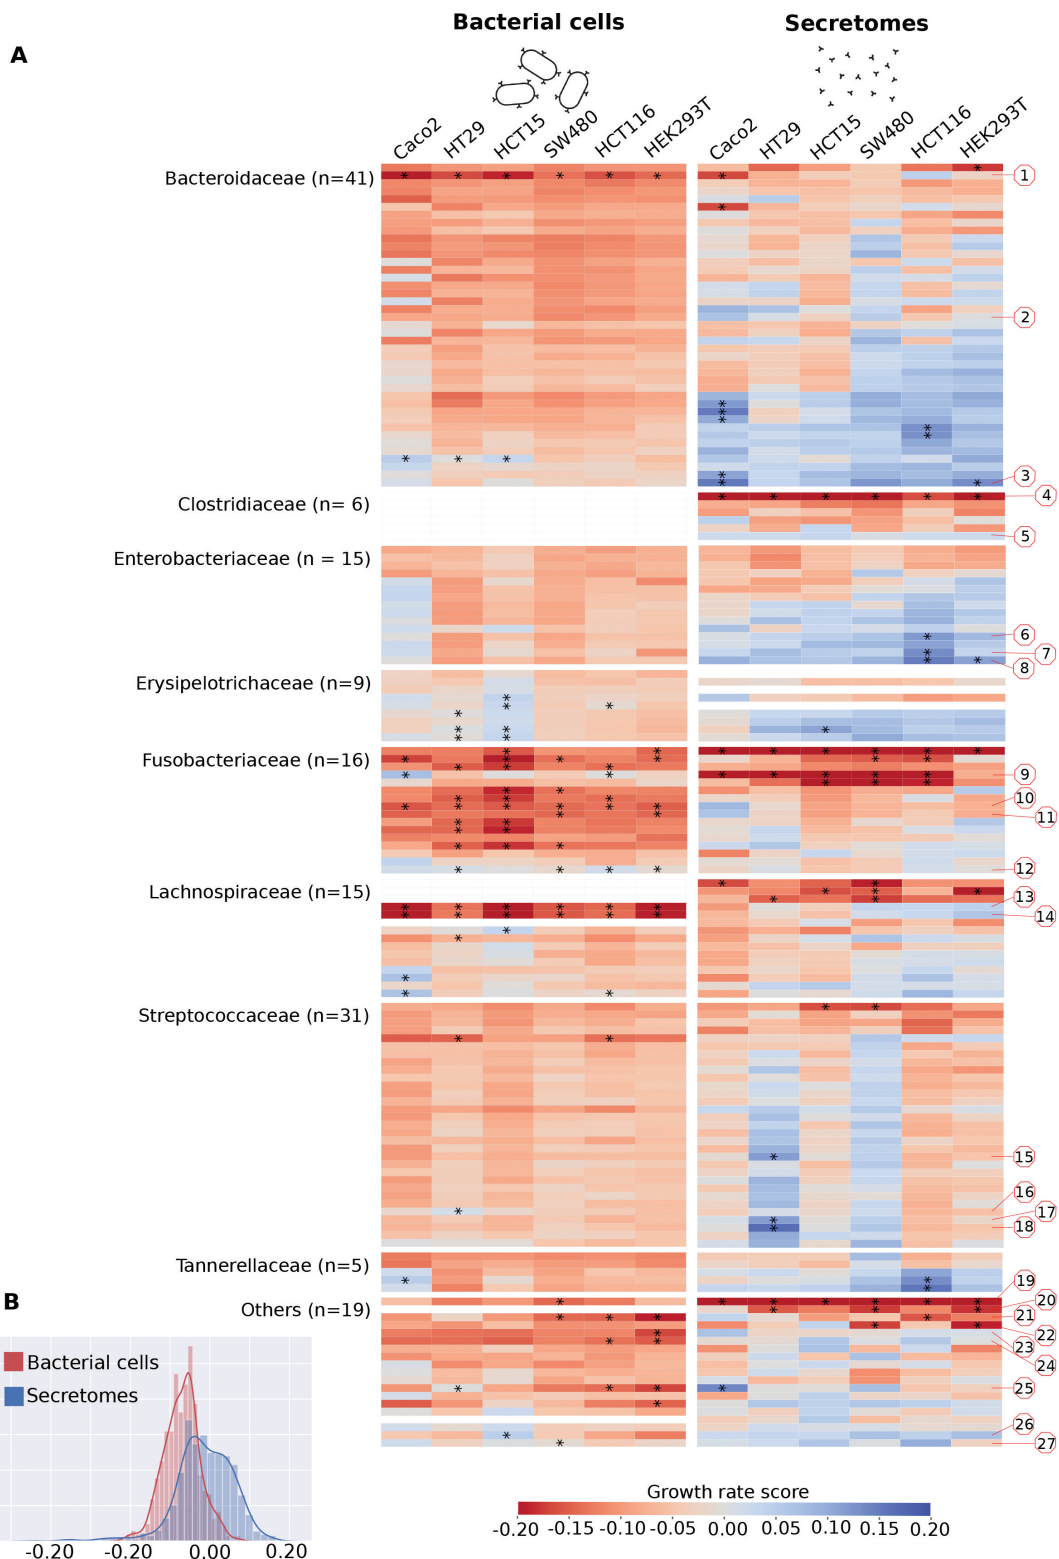 Bacterial cells
Secretomes
A
Caco2
HT29
HCT15
SW480
HCT116
HEK293T
Caco2
HT29
HCT15
SW480
HCT116
HEK293T
Bacteroidaceae (n=41)
1
2
3
Clostridiaceae (n= 6)
4
5
Enterobacteriaceae (n = 15)
6
7
8
Erysipelotrichaceae (n=9)
Fusobacteriaceae (n=16)
9
10
11
12
Lachnospiraceae (n=15)
13
14
Streptococcaceae (n=31)
15
16
17
18
Tannerellaceae (n=5)
19
B
Others (n=19)
20
21
22
23
24
25
26
27
Bacterial cells
Secretomes
-0.20 -0.20 0.00 0.20
Growth rate score
-0.20 -0.15 -0.10 -0.05 0.00 0.05 0.10 0.15 0.20